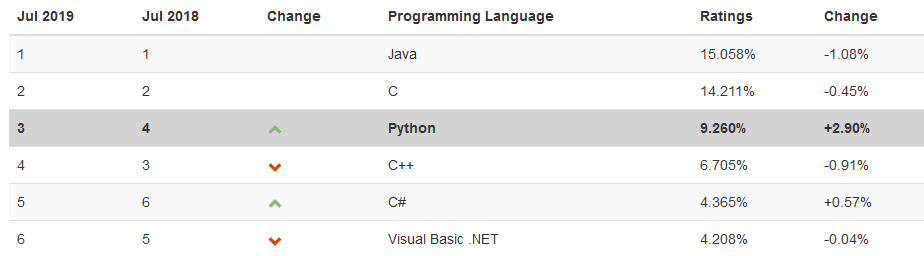 Jul 2019 Jul 2018 Change Programming Language Ratings Change
1 1 Java 15.058% -1.08%
2 2 C 14.211% -0.45%
3 4 Python 9.260% +2.90%
4 3 C++ 6.705% -0.91%
5 6 C# 4.365% +0.57%
6 5 Visual Basic .NET 4.208% -0.04%